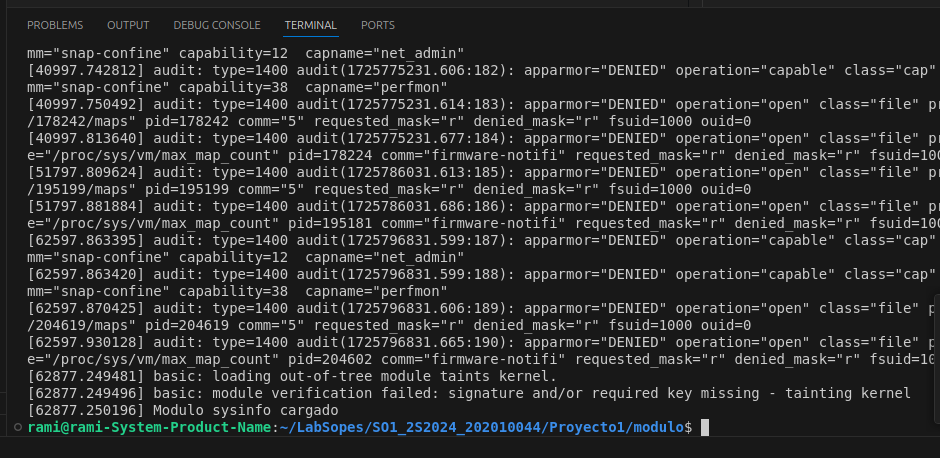 PROBLEMS OUTPUT DEBUG CONSOLE TERMINAL PORTS
mm="snap-confine" capability=12  capname="net_admin"
[40997.742812] audit: type=1400 audit(1725775231.606:182): apparmor="DENIED" operation="capable" class="cap"
mm="snap-confine" capability=38  capname="perfmon"
[40997.750492] audit: type=1400 audit(1725775231.614:183): apparmor="DENIED" operation="open" class="file" pr
/178242/maps" pid=178242 comm="5" requested_mask="r" denied_mask="r" fsuid=1000 ouid=0
[40997.813640] audit: type=1400 audit(1725775231.677:184): apparmor="DENIED" operation="open" class="file" pr
e="/proc/sys/vm/max_map_count" pid=178224 comm="firmware-notifi" requested_mask="r" denied_mask="r" fsuid=100
[51797.809624] audit: type=1400 audit(1725786031.613:185): apparmor="DENIED" operation="open" class="file" pr
/195199/maps" pid=195199 comm="5" requested_mask="r" denied_mask="r" fsuid=1000 ouid=0
[51797.881884] audit: type=1400 audit(1725786031.686:186): apparmor="DENIED" operation="open" class="file" pr
e="/proc/sys/vm/max_map_count" pid=195181 comm="firmware-notifi" requested_mask="r" denied_mask="r" fsuid=100
[62597.863395] audit: type=1400 audit(1725796831.599:187): apparmor="DENIED" operation="capable" class="cap"
mm="snap-confine" capability=12  capname="net_admin"
[62597.863420] audit: type=1400 audit(1725796831.599:188): apparmor="DENIED" operation="capable" class="cap"
mm="snap-confine" capability=38  capname="perfmon"
[62597.870425] audit: type=1400 audit(1725796831.606:189): apparmor="DENIED" operation="open" class="file" p
/204619/maps" pid=204619 comm="5" requested_mask="r" denied_mask="r" fsuid=1000 ouid=0
[62597.930128] audit: type=1400 audit(1725796831.665:190): apparmor="DENIED" operation="open" class="file" p
e="/proc/sys/vm/max_map_count" pid=204602 comm="firmware-notifi" requested_mask="r" denied_mask="r" fsuid=10
[62877.249481] basic: loading out-of-tree module taints kernel.
[62877.249496] basic: module verification failed: signature and/or required key missing - tainting kernel
[62877.250196] Modulo sysinfo cargado
rami@rami-System-Product-Name:~/LabSopes/SO1_2S2024_202010044/Proyecto1/modulo$